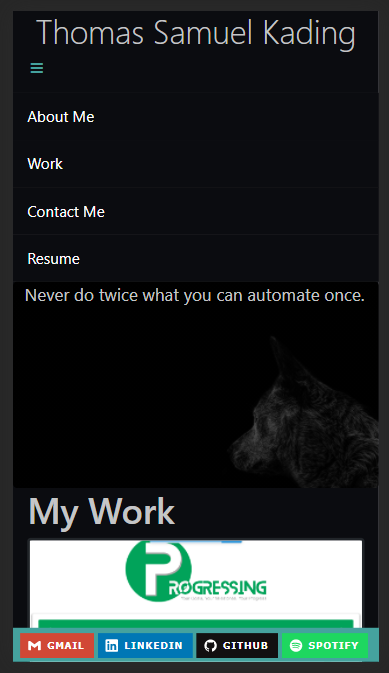 Thomas Samuel Kading
About Me
Work
Contact Me
Resume
Never do twice what you can automate once.
My Work
PROGRESSING
GMAIL
LINKEDIN
GITHUB
SPOTIFY